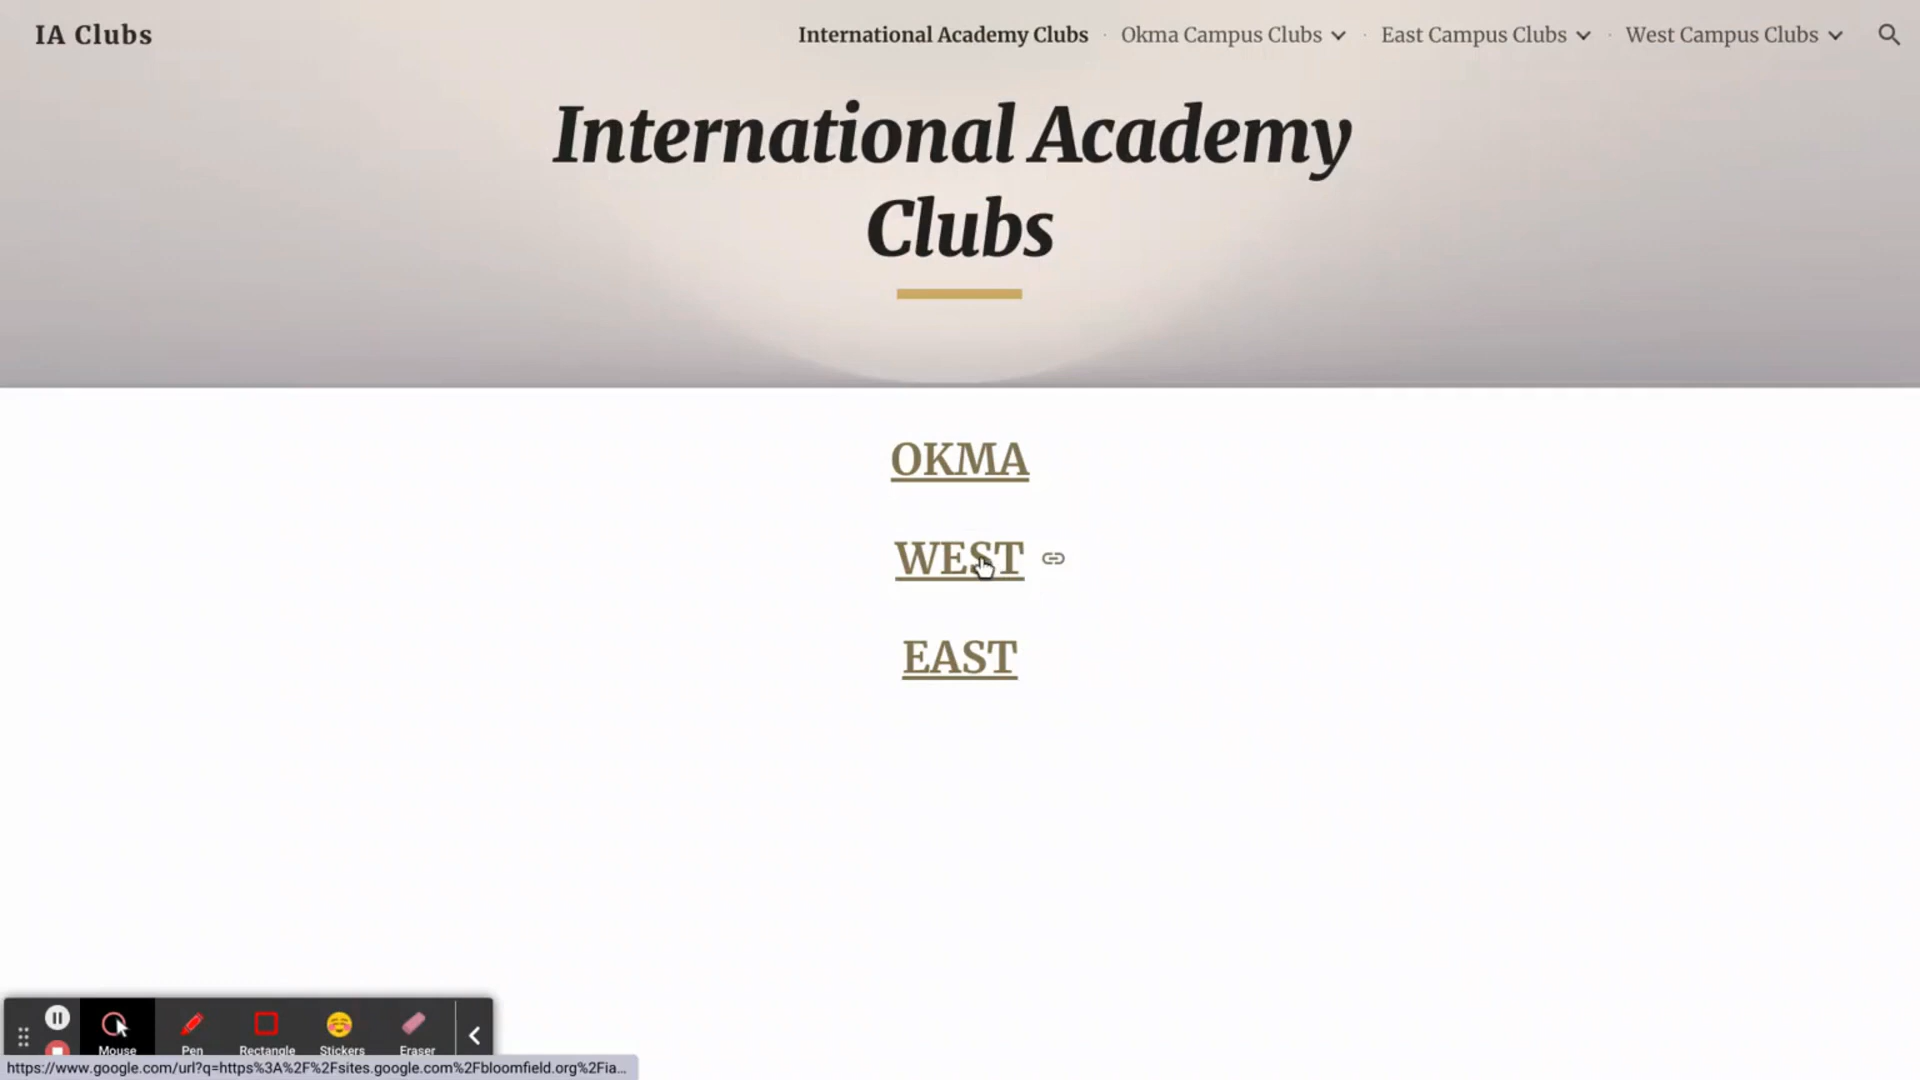 IA Clubs
International Academy Clubs · Okma Campus Clubs · East Campus Clubs · West Campus Clubs
International Academy
Clubs
OKMA
WEST
EAST
Mouse Pen Rectangle Stickers Eraser
https://www.google.com/url?q=https%3A%2F%2Fsites.google.com%2Fbloomfield.org%2Fia...